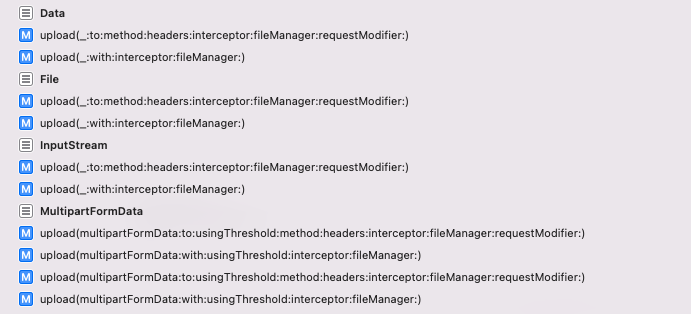 Data
M upload(_:to:method:headers:interceptor:fileManager:requestModifier:)
M upload(_:with:interceptor:fileManager:)
File
M upload(_:to:method:headers:interceptor:fileManager:requestModifier:)
M upload(_:with:interceptor:fileManager:)
InputStream
M upload(_:to:method:headers:interceptor:fileManager:requestModifier:)
M upload(_:with:interceptor:fileManager:)
MultipartFormData
M upload(multipartFormData:to:usingThreshold:method:headers:interceptor:fileManager:requestModifier:)
M upload(multipartFormData:with:usingThreshold:interceptor:fileManager:)
M upload(multipartFormData:to:usingThreshold:method:headers:interceptor:fileManager:requestModifier:)
M upload(multipartFormData:with:usingThreshold:interceptor:fileManager:)